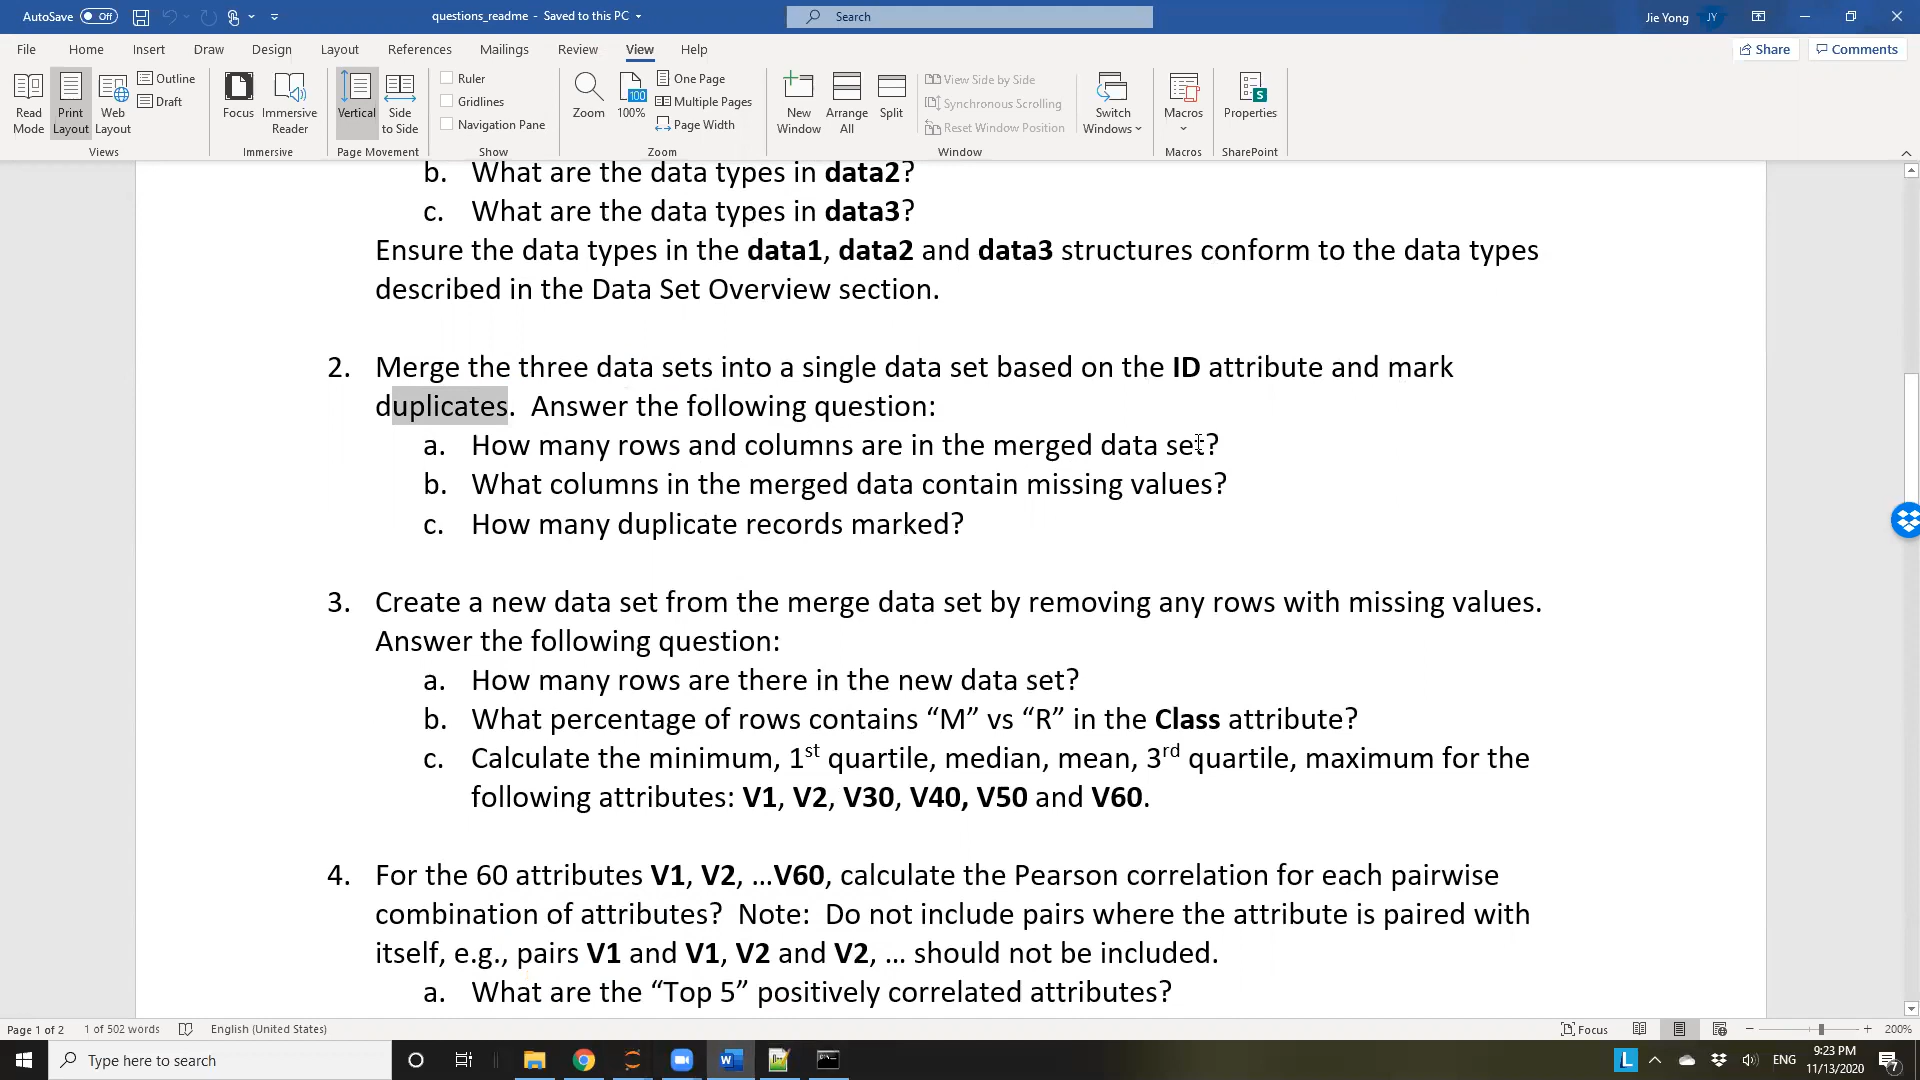 AutoSave Off questions_readme - Saved to this PC Search Jie Yong JY
File Home Insert Draw Design Layout References Mailings Review View Help Share Comments
Read Mode
Print Layout
Web Layout
Outline
Draft
Views
Focus
Immersive Reader
Immersive
Vertical
Side to Side
Page Movement
Ruler
Gridlines
Navigation Pane
Show
Zoom
100
100%
One Page
Multiple Pages
Page Width
Zoom
New Window
Arrange All
Split
View Side by Side
Synchronous Scrolling
Reset Window Position
Switch Windows
Window
Macros
Macros
Properties
SharePoint
b. What are the data types in data2?
c. What are the data types in data3?
Ensure the data types in the data1, data2 and data3 structures conform to the data types
described in the Data Set Overview section.
2. Merge the three data sets into a single data set based on the ID attribute and mark
duplicates. Answer the following question:
a. How many rows and columns are in the merged data set?
b. What columns in the merged data contain missing values?
c. How many duplicate records marked?
3. Create a new data set from the merge data set by removing any rows with missing values.
Answer the following question:
a. How many rows are there in the new data set?
b. What percentage of rows contains “M” vs “R” in the Class attribute?
c. Calculate the minimum, 1st quartile, median, mean, 3rd quartile, maximum for the
following attributes: V1, V2, V30, V40, V50 and V60.
4. For the 60 attributes V1, V2, …V60, calculate the Pearson correlation for each pairwise
combination of attributes? Note: Do not include pairs where the attribute is paired with
itself, e.g., pairs V1 and V1, V2 and V2, … should not be included.
a. What are the “Top 5” positively correlated attributes?
Page 1 of 2 1 of 502 words English (United States) Focus 200%
Type here to search L ENG 9:23 PM
11/13/2020 7